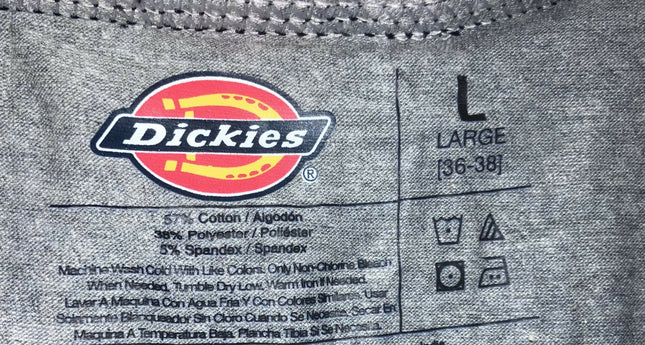 Dickies
®
L
LARGE
[36-38]
57% Cotton / Algodón
38% Polyester / Poliéster
5% Spandex / Spandex
Machine Wash Cold With Like Colors. Only Non-Chlorine Bleach
When Needed. Tumble Dry Low. Warm Iron If Needed.
Lavar A Maquina Con Agua Fria Y Con Colores Similares. Usar
Solamente Blanqueador Sin Cloro Cuando Se Necesita. Secar En
Maquina A Temperatura Baja. Plancha Tibia Si Se Necesita.